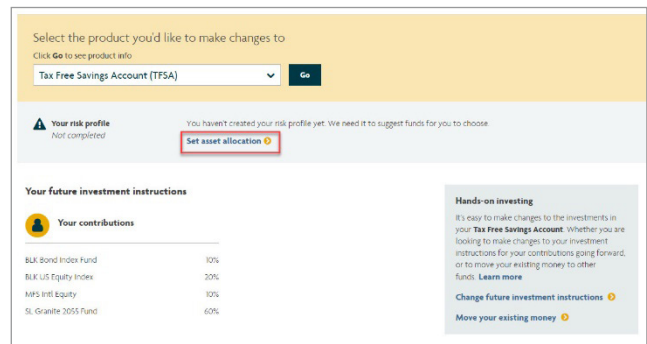 Select the product you'd like to make changes to
Click Go to see product info
Tax Free Savings Account (TFSA)
Go
Your risk profile
Not completed
You haven't created your risk profile yet. We need it to suggest funds for you to choose.
Set asset allocation
Your future investment instructions
Your contributions
BLK Bond Index Fund 10%
BLK US Equity Index 20%
MFS Intl Equity 10%
SL Granite 2055 Fund 60%
Hands-on investing
It's easy to make changes to the investments in
your Tax Free Savings Account. Whether you are
looking to make changes to your investment
instructions for your contributions going forward,
or to move your existing money to other
funds. Learn more
Change future investment instructions
Move your existing money